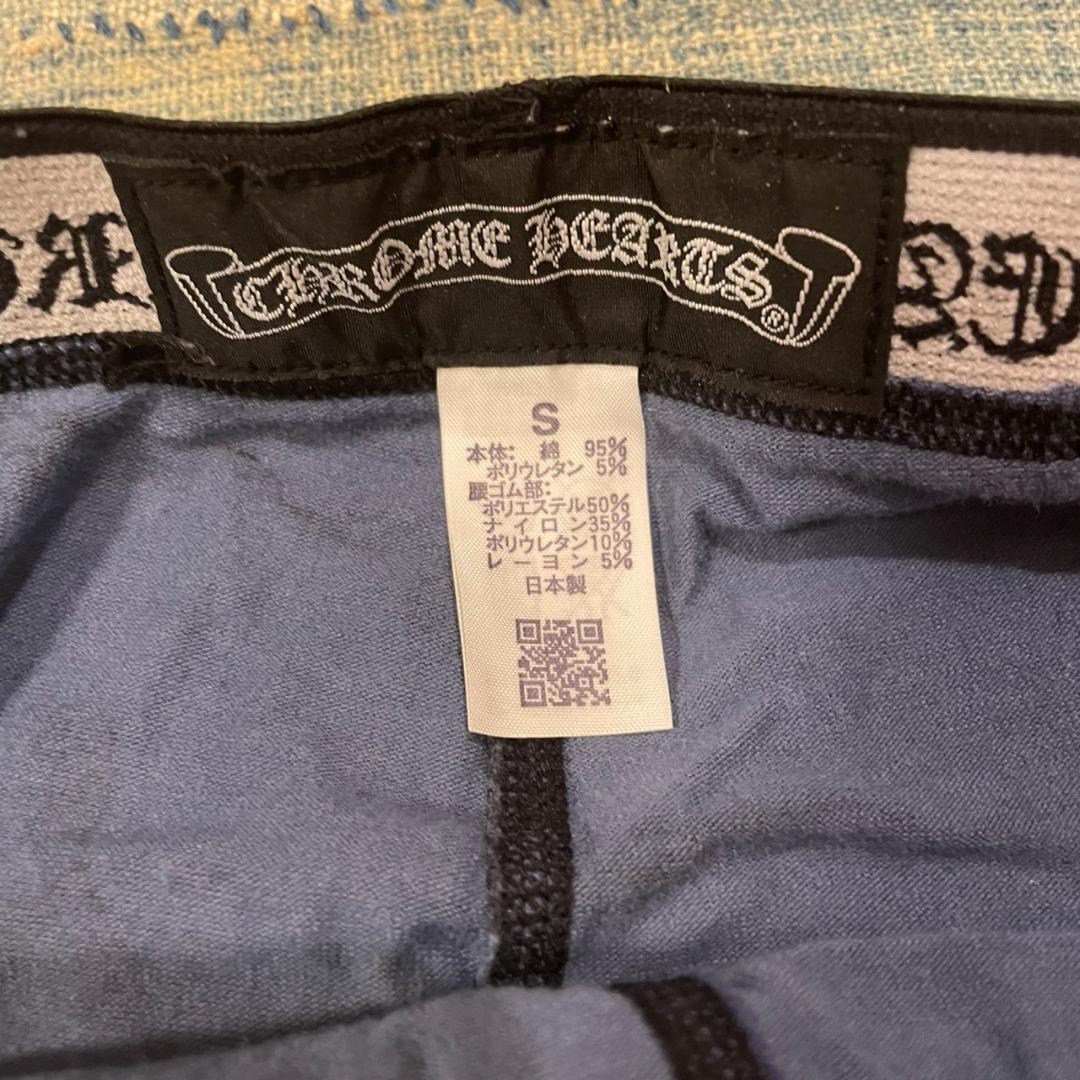 CHROME HEARTS®
S
本体: 綿 95%
ポリウレタン 5%
腰ゴム部:
ポリエステル50%
ナイロン35%
ポリウレタン10%
レーヨン 5%
日本製